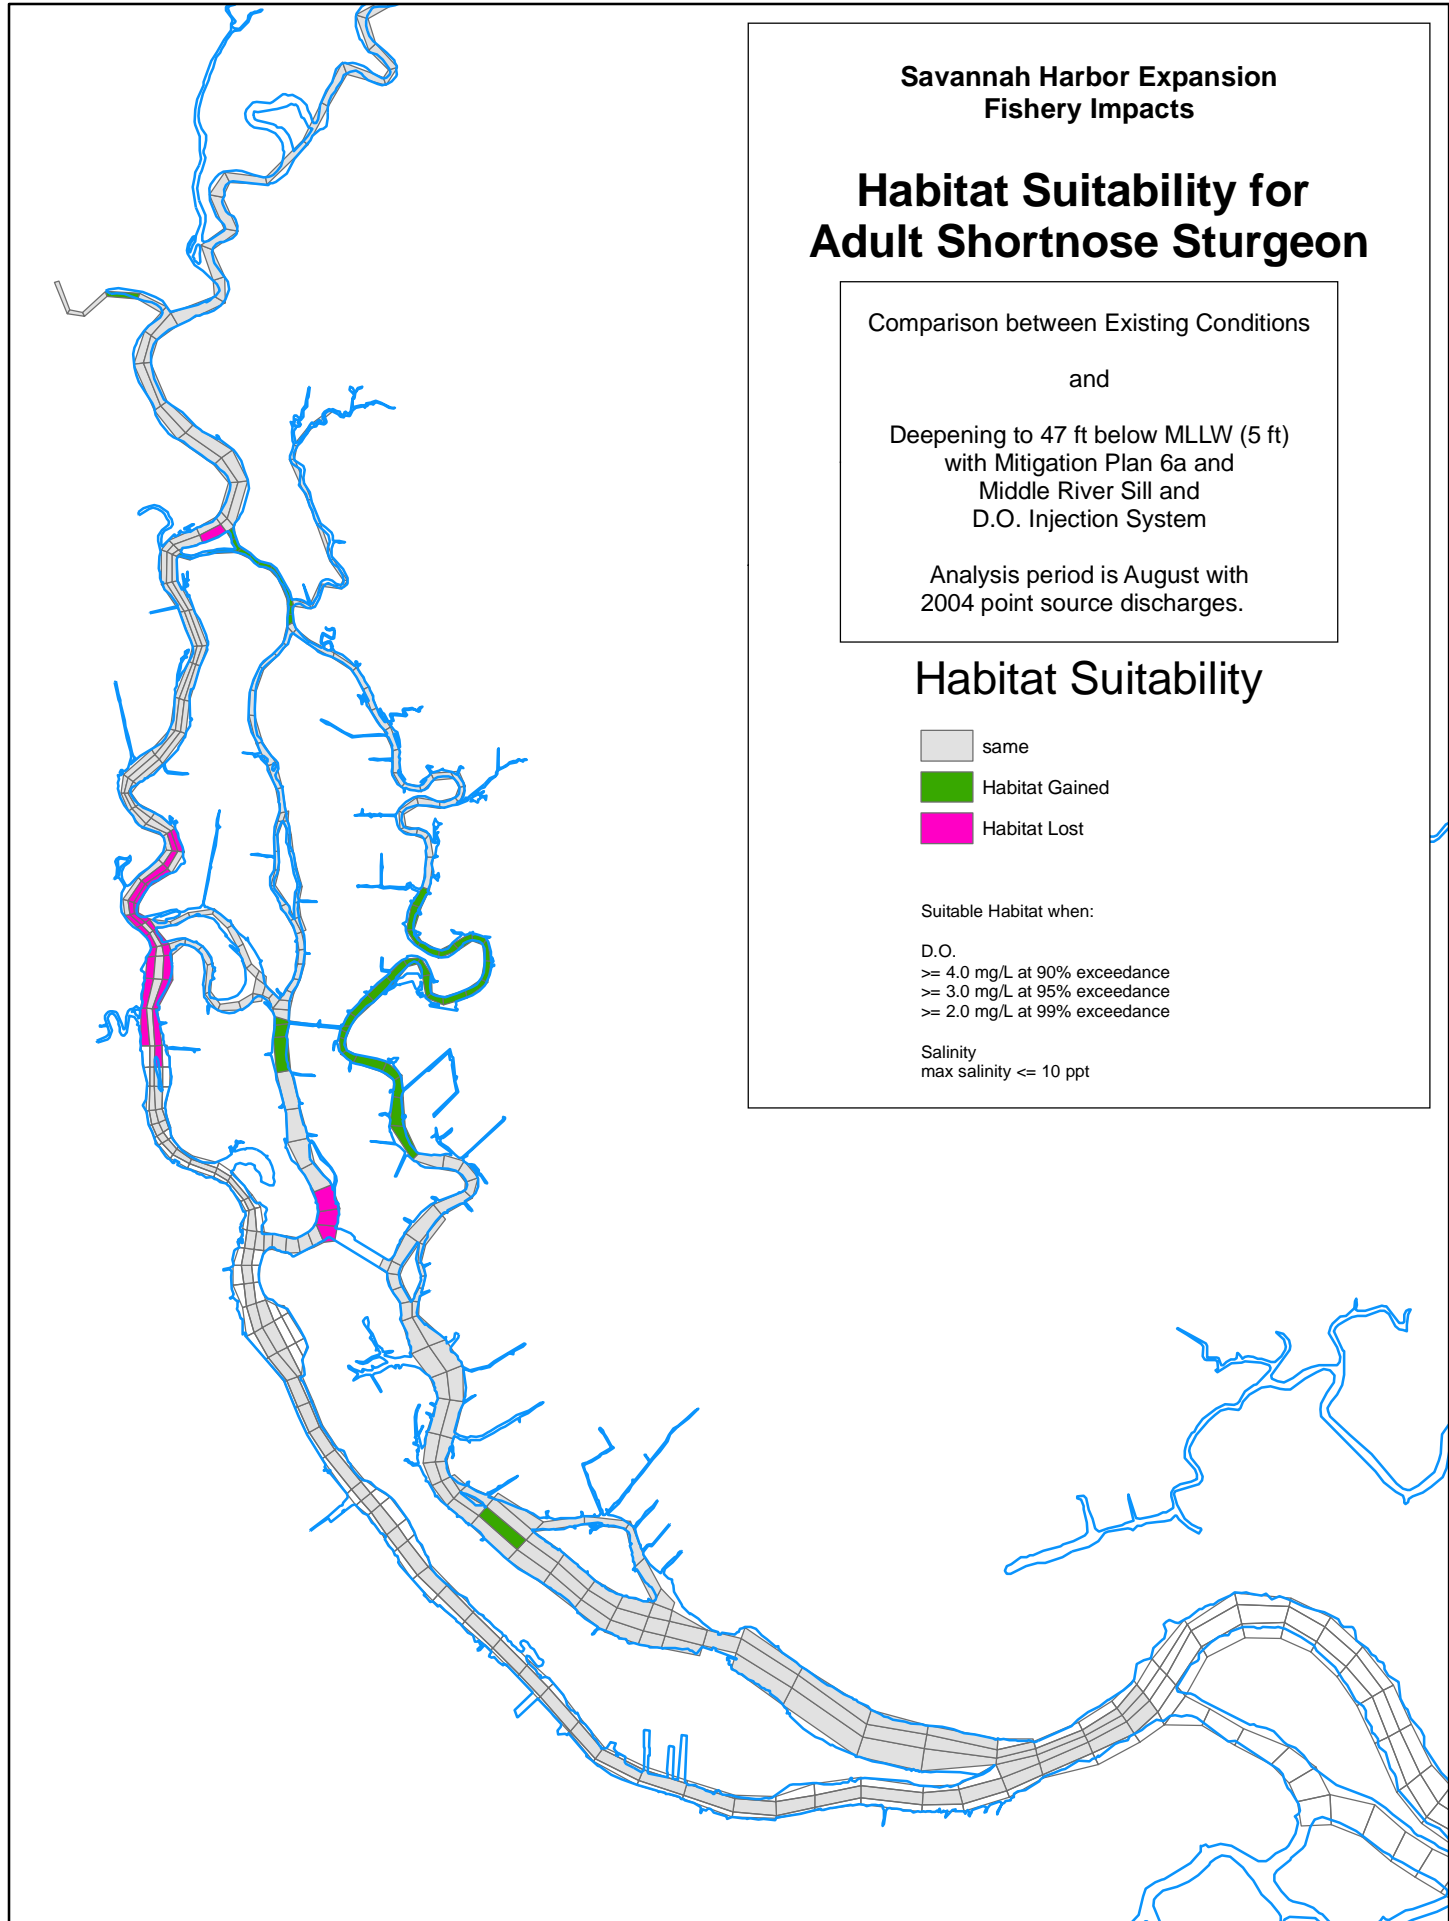 Savannah Harbor Expansion
Fishery Impacts
Habitat Suitability for
Adult Shortnose Sturgeon
Comparison between Existing Conditions
and
Deepening to 47 ft below MLLW (5 ft)
with Mitigation Plan 6a and
Middle River Sill and
D.O. Injection System
Analysis period is August with
2004 point source discharges.
Habitat Suitability
same
Habitat Gained
Habitat Lost
Suitable Habitat when:
D.O.
>= 4.0 mg/L at 90% exceedance
>= 3.0 mg/L at 95% exceedance
>= 2.0 mg/L at 99% exceedance
Salinity
max salinity <= 10 ppt